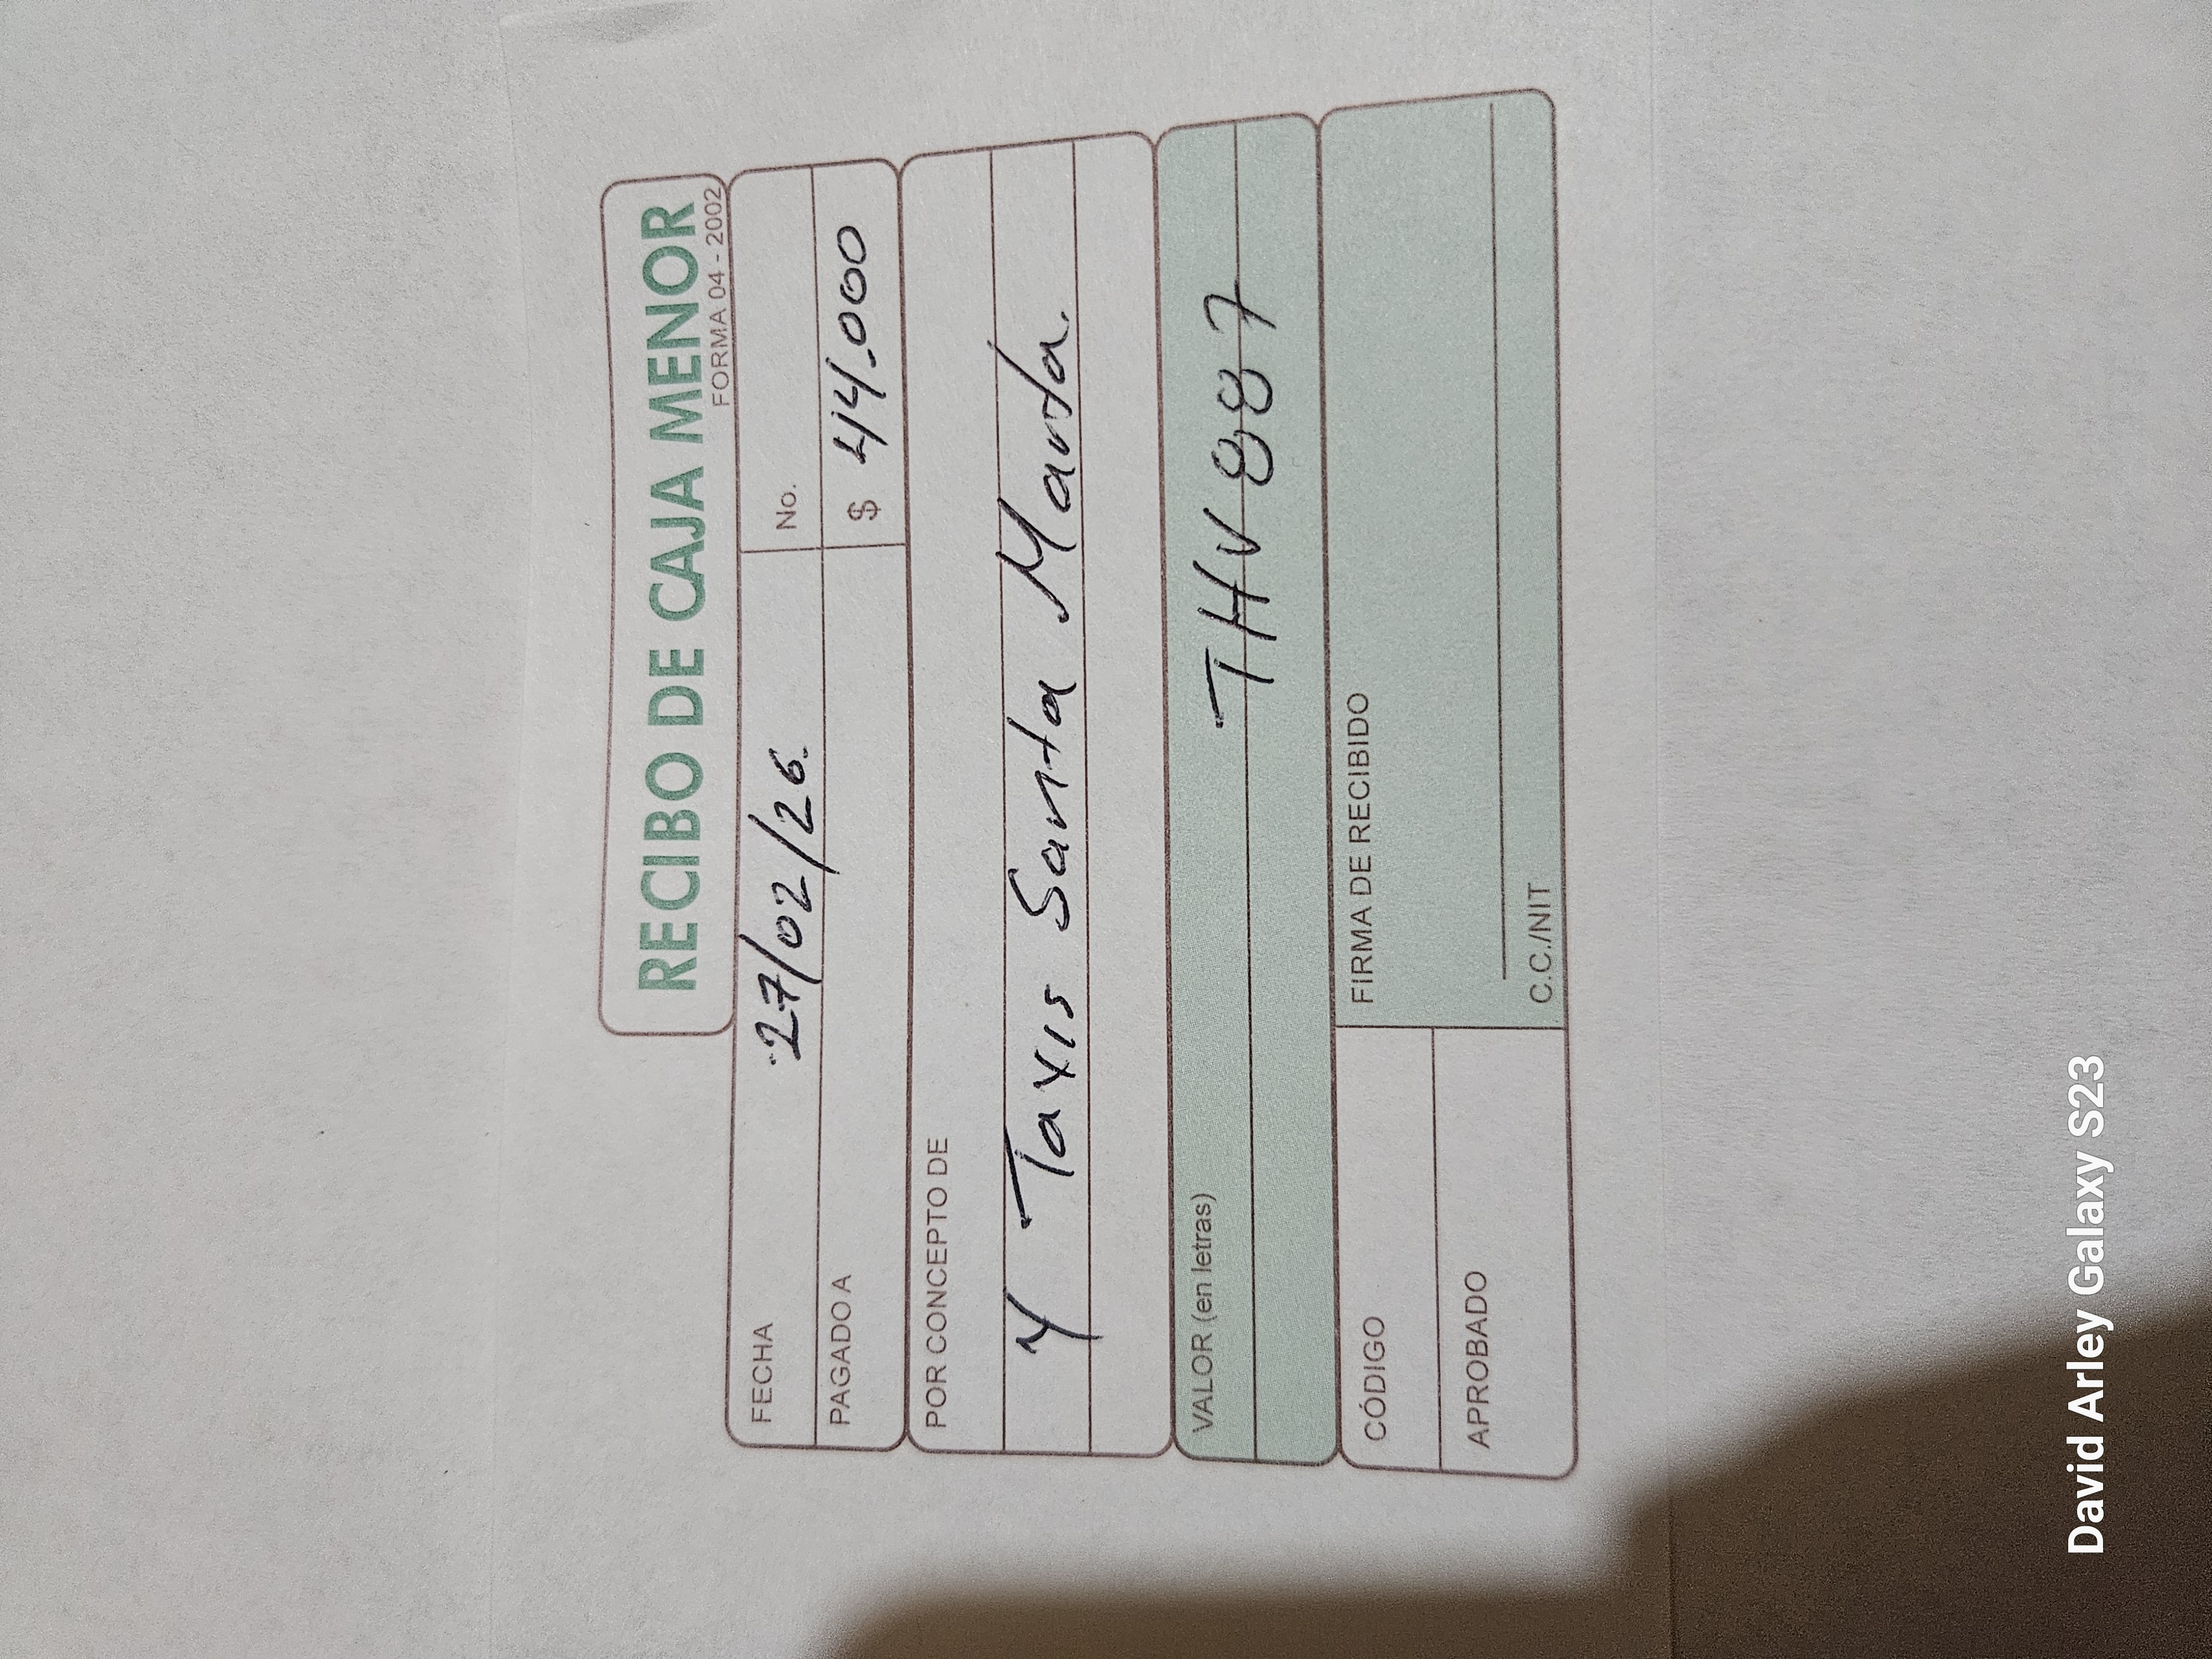 RECIBO DE CAJA MENOR
FORMA 04 - 2002
FECHA 27/02/26. No.
PAGADO A $ 44.000
POR CONCEPTO DE
Y Taxis Santa Marta.
VALOR (en letras)
THV 887
CÓDIGO
FIRMA DE RECIBIDO
APROBADO
C.C./NIT
David Arley Galaxy S23